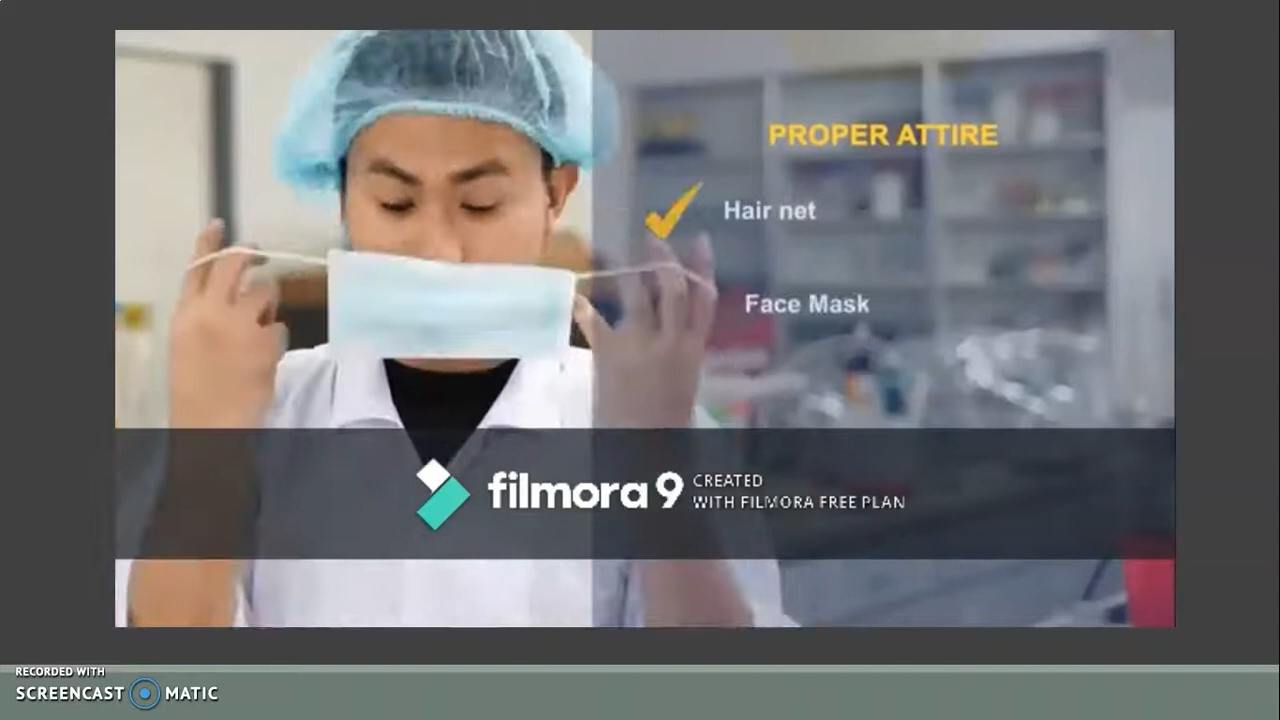 PROPER ATTIRE
Hair net
Face Mask
filmora 9
CREATED
WITH FILMORA FREE PLAN
RECORDED WITH
SCREENCAST MATIC